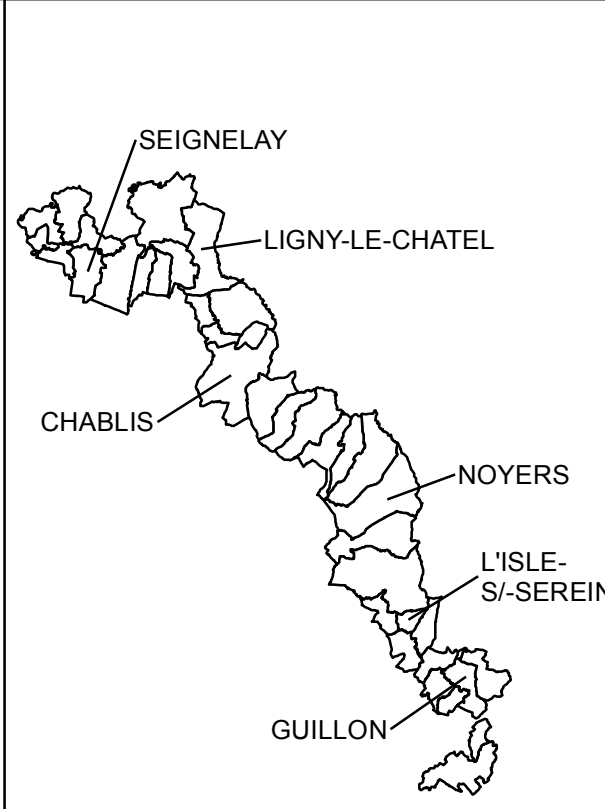 SEIGNELAY
LIGNY-LE-CHATEL
CHABLIS
NOYERS
L'ISLE-
S/-SEREIN
GUILLON